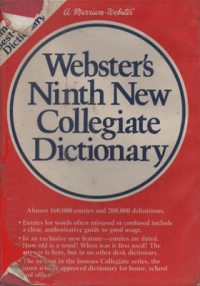 A Merriam-Webster®
Dictionary
Webster's
Ninth New
Collegiate
Dictionary
Almost 160,000 entries and 200,000 definitions.
• Entries for words often misused or confused include
a clear, authoritative guide to good usage.
• In an exclusive new feature—entries are dated.
How old is a word? When was it first used? The
answer is here, but in no other desk dictionary.
• The newest in the famous Collegiate series, the
most widely approved dictionary for home, school
and office.